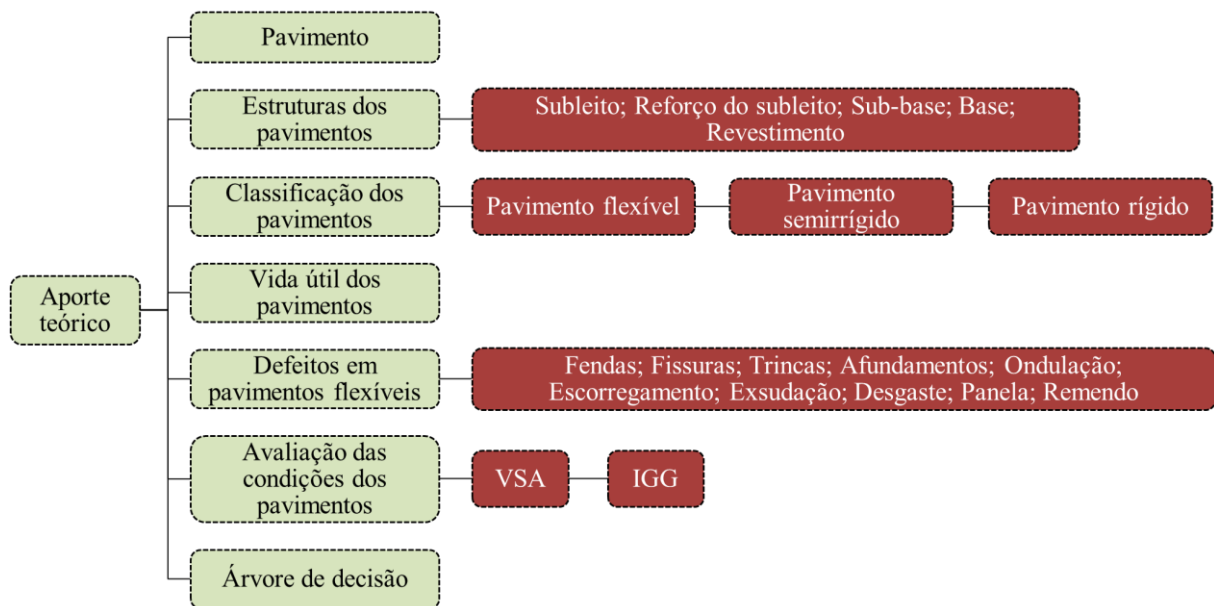 Pavimento
Estruturas dos
pavimentos
Subleito; Reforço do subleito; Sub-base; Base;
Revestimento
Classificação dos
pavimentos
Pavimento flexível
Pavimento
semirrígido
Pavimento rígido
Aporte
teórico
Vida útil dos
pavimentos
Defeitos em
pavimentos flexíveis
Fendas; Fissuras; Trincas; Afundamentos; Ondulação;
Escorregamento; Exsudação; Desgaste; Panela; Remendo
Avaliação das
condições dos
pavimentos
VSA
IGG
Árvore de decisão